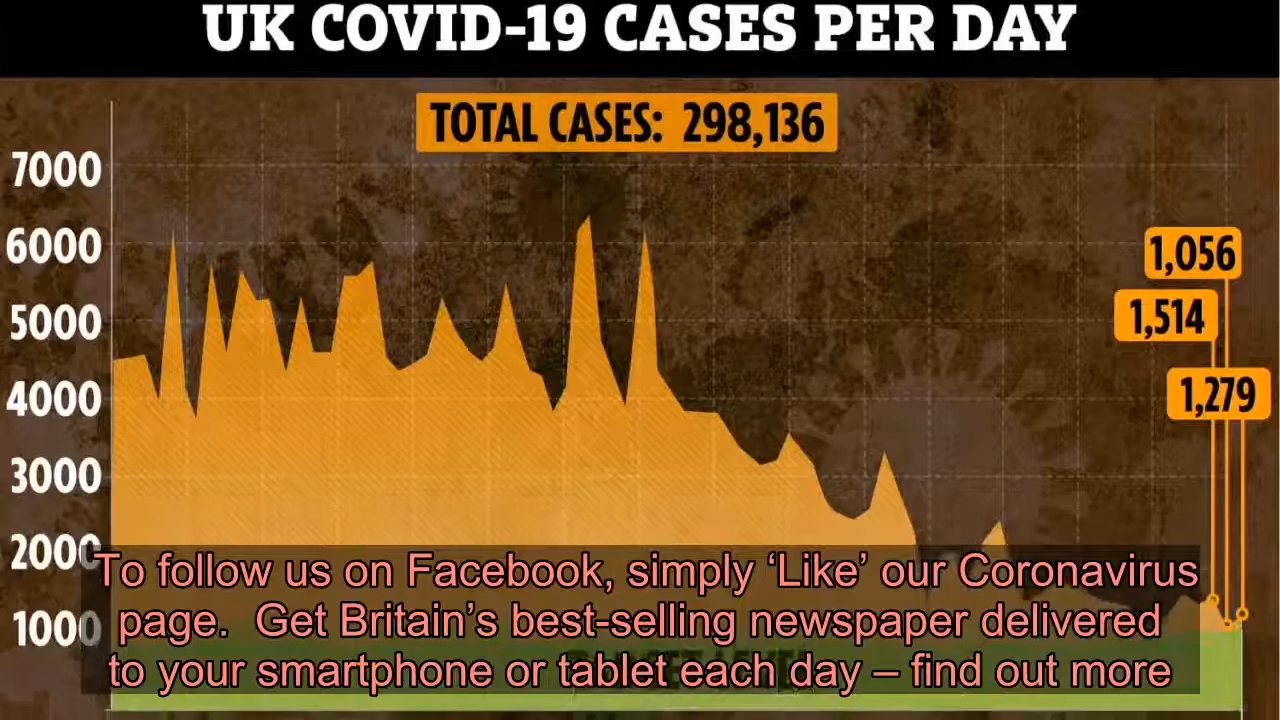 UK COVID-19 CASES PER DAY
TOTAL CASES: 298,136
7000
6000
1,056
5000
1,514
4000
1,279
3000
2000
1000
To follow us on Facebook, simply ‘Like’ our Coronavirus
page.  Get Britain’s best-selling newspaper delivered
to your smartphone or tablet each day – find out more